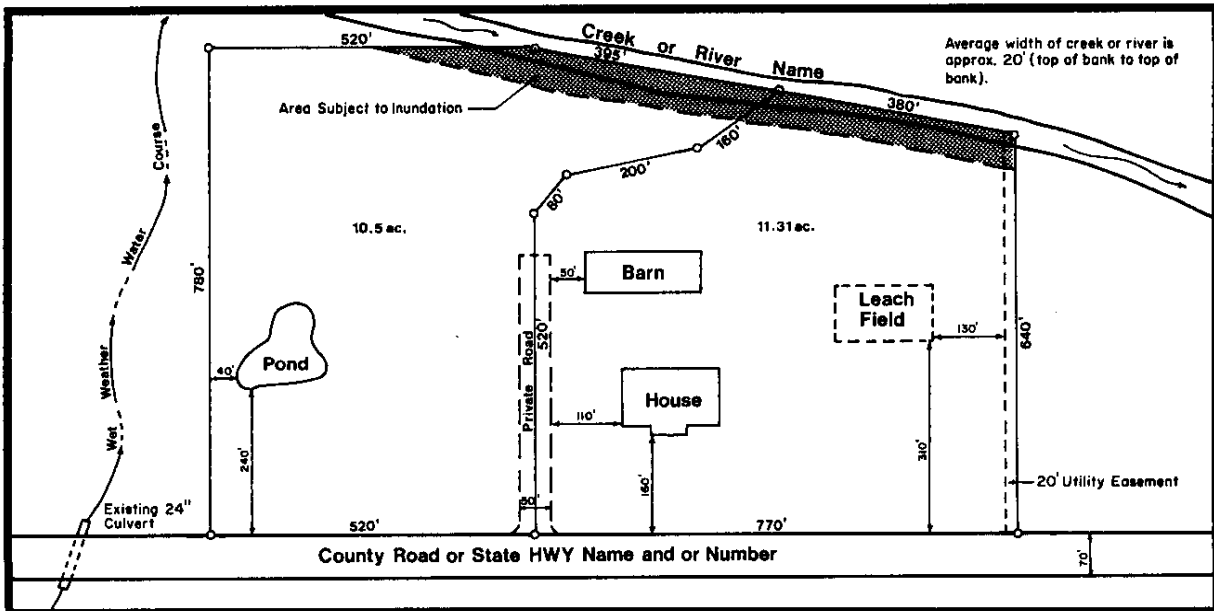 520'
Creek or River Name
395'
380'
Average width of creek or river is
approx. 20' (top of bank to top of
bank).
Area Subject to Inundation
160'
200'
80'
Wet Weather Water Course
780'
10.5 ac.
11.31 ac.
50'
Barn
Leach
Field
130'
640'
Private Road
520'
Pond
40'
240'
House
110'
160'
310'
20' Utility Easement
50'
Existing 24"
Culvert
520'
770'
County Road or State HWY Name and or Number
70'